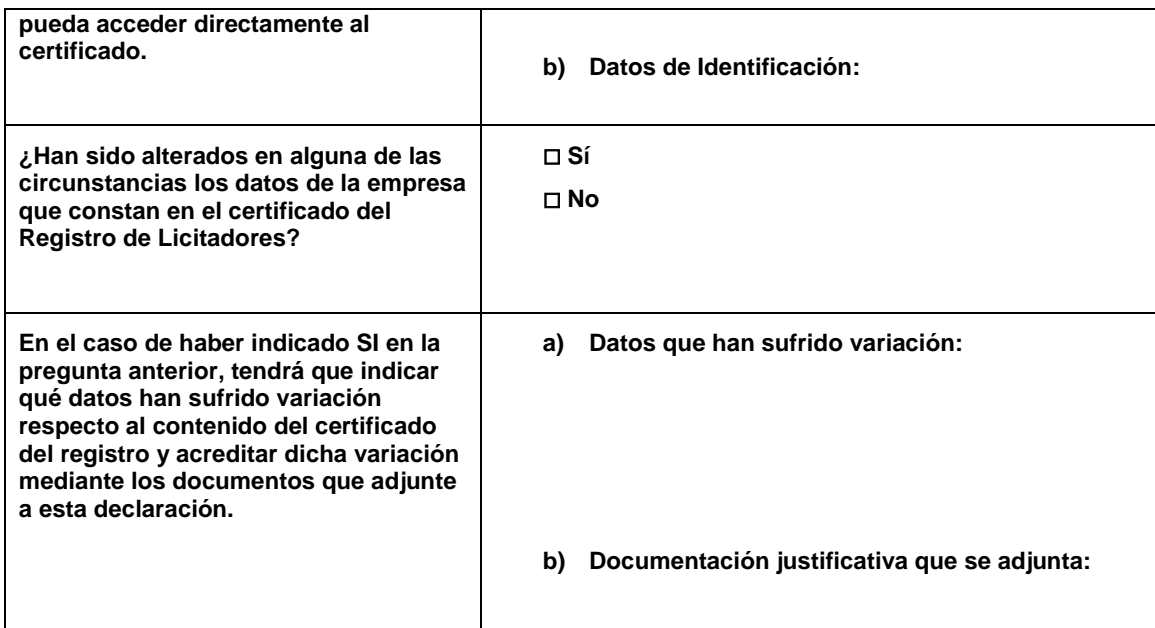 pueda acceder directamente al
certificado.
b) Datos de Identificación:
¿Han sido alterados en alguna de las
circunstancias los datos de la empresa
que constan en el certificado del
Registro de Licitadores?
□ Sí
□ No
En el caso de haber indicado SI en la
pregunta anterior, tendrá que indicar
qué datos han sufrido variación
respecto al contenido del certificado
del registro y acreditar dicha variación
mediante los documentos que adjunte
a esta declaración.
a) Datos que han sufrido variación:
b) Documentación justificativa que se adjunta: